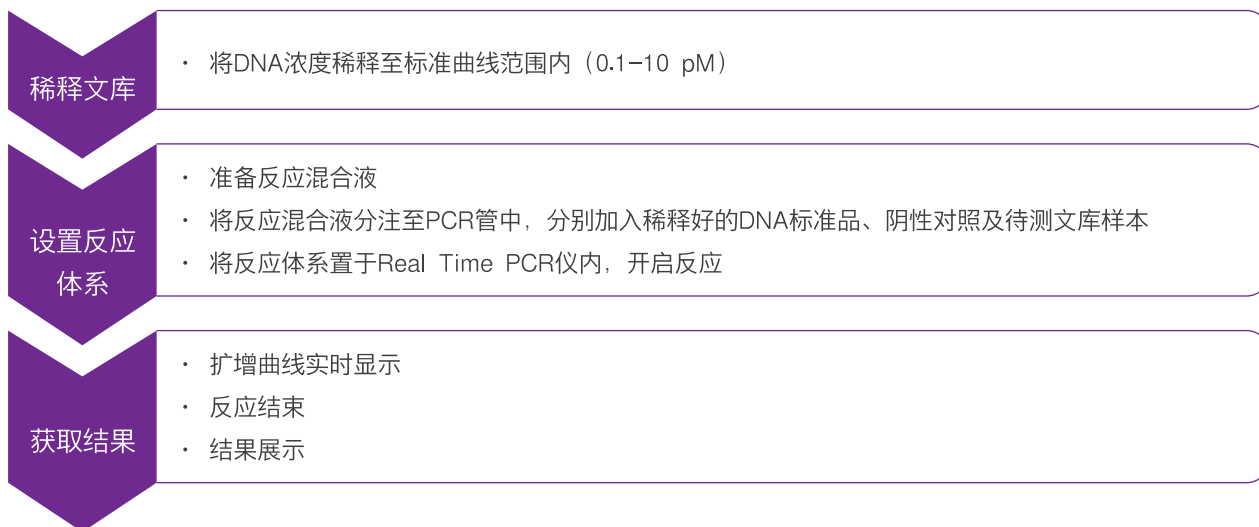 稀释文库
· 将DNA浓度稀释至标准曲线范围内（0.1–10 pM）
设置反应
体系
· 准备反应混合液
· 将反应混合液分注至PCR管中，分别加入稀释好的DNA标准品、阴性对照及待测文库样本
· 将反应体系置于Real Time PCR仪内，开启反应
获取结果
· 扩增曲线实时显示
· 反应结束
· 结果展示